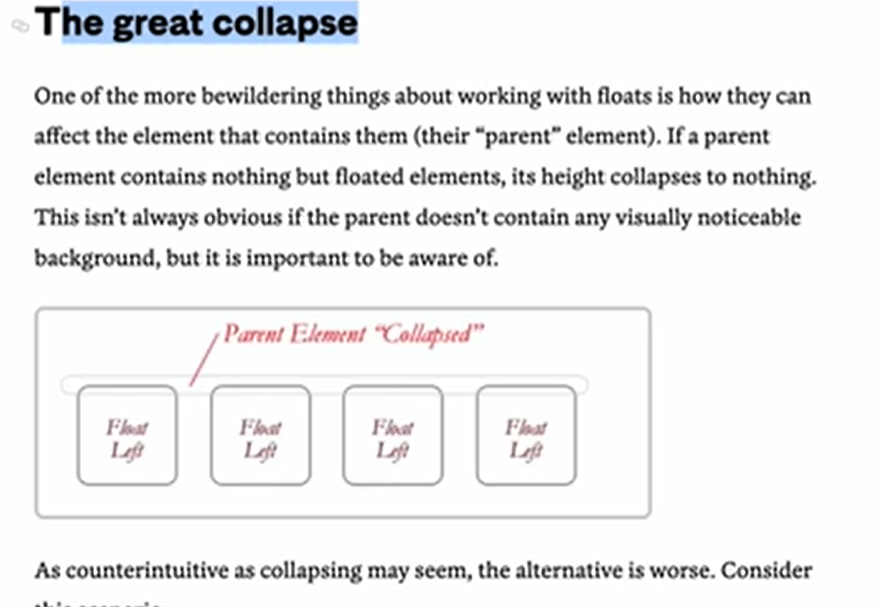 The great collapse
One of the more bewildering things about working with floats is how they can
affect the element that contains them (their “parent” element). If a parent
element contains nothing but floated elements, its height collapses to nothing.
This isn’t always obvious if the parent doesn’t contain any visually noticeable
background, but it is important to be aware of.
Parent Element “Collapsed”
Float
Left
Float
Left
Float
Left
Float
Left
As counterintuitive as collapsing may seem, the alternative is worse. Consider